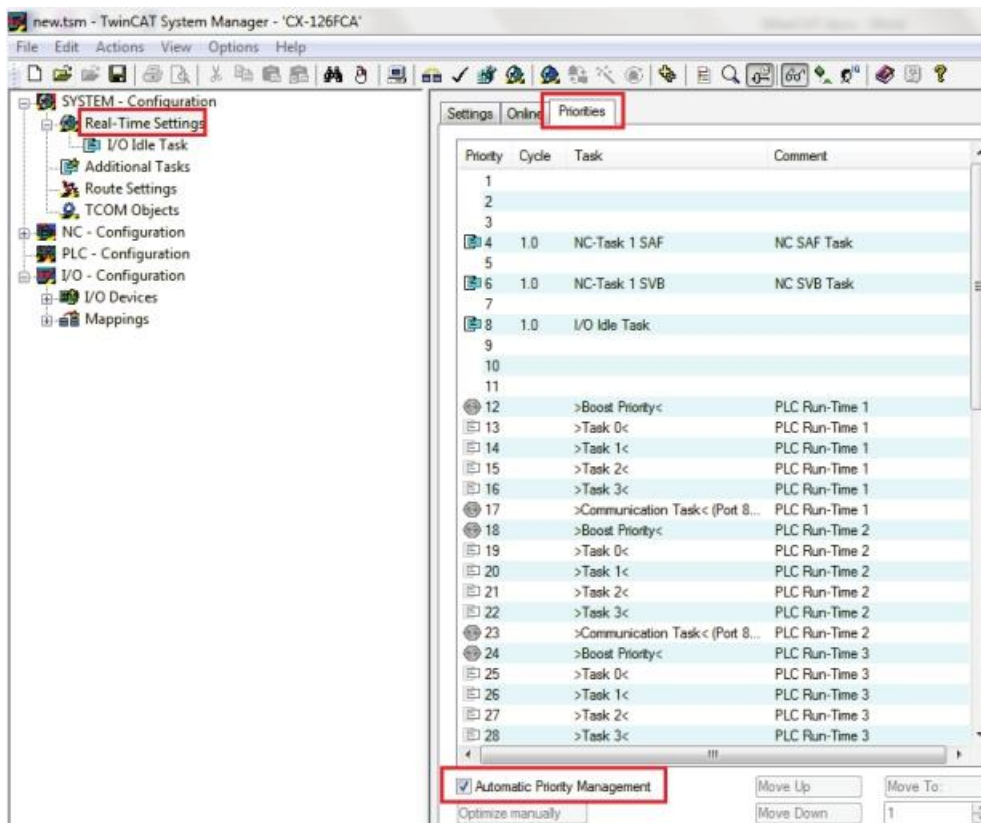 new.tsm - TwinCAT System Manager - 'CX-126FCA'
File Edit Actions View Options Help
SYSTEM - Configuration
Real-Time Settings
I/O Idle Task
Additional Tasks
Route Settings
TCOM Objects
NC - Configuration
PLC - Configuration
I/O - Configuration
I/O Devices
Mappings
Settings Online Priorities
Priority Cycle Task Comment
1
2
3
4 1.0 NC-Task 1 SAF NC SAF Task
5
6 1.0 NC-Task 1 SVB NC SVB Task
7
8 1.0 I/O Idle Task
9
10
11
12 >Boost Priority< PLC Run-Time 1
13 >Task 0< PLC Run-Time 1
14 >Task 1< PLC Run-Time 1
15 >Task 2< PLC Run-Time 1
16 >Task 3< PLC Run-Time 1
17 >Communication Task< (Port 8... PLC Run-Time 1
18 >Boost Priority< PLC Run-Time 2
19 >Task 0< PLC Run-Time 2
20 >Task 1< PLC Run-Time 2
21 >Task 2< PLC Run-Time 2
22 >Task 3< PLC Run-Time 2
23 >Communication Task< (Port 8... PLC Run-Time 2
24 >Boost Priority< PLC Run-Time 3
25 >Task 0< PLC Run-Time 3
26 >Task 1< PLC Run-Time 3
27 >Task 2< PLC Run-Time 3
28 >Task 3< PLC Run-Time 3
Automatic Priority Management Move Up Move To:
Optimize manually Move Down 1